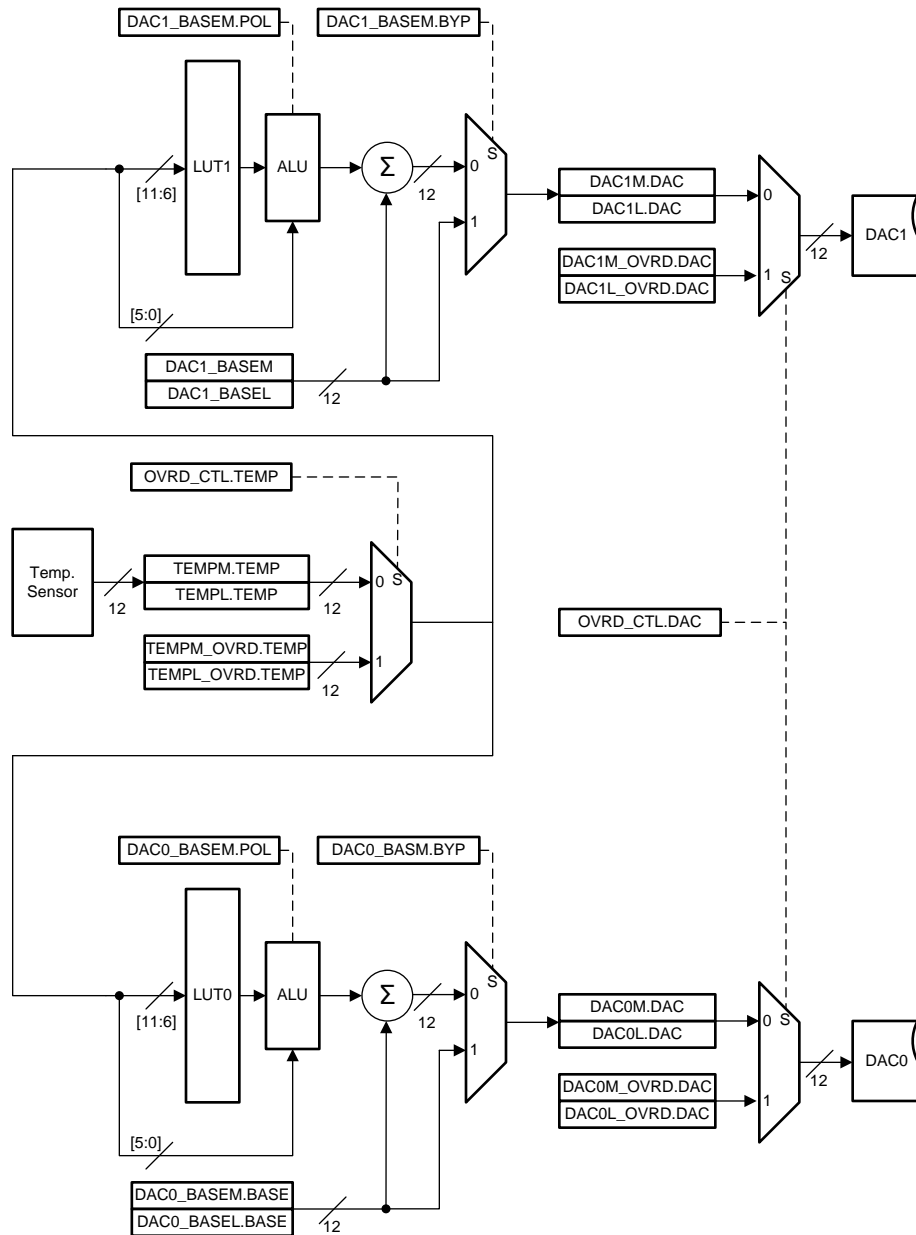 DAC1_BASEM.POL
DAC1_BASEM.BYP
LUT1
ALU
Σ
S
0
1
[11:6]
12
[5:0]
DAC1_BASEM
DAC1_BASEL
12
DAC1M.DAC
DAC1L.DAC
DAC1M_OVRD.DAC
DAC1L_OVRD.DAC
0
1
S
12
DAC1
OVRD_CTL.TEMP
Temp.
Sensor
12
TEMPM.TEMP
TEMPL.TEMP
12
TEMPM_OVRD.TEMP
TEMPL_OVRD.TEMP
12
0
S
1
OVRD_CTL.DAC
DAC0_BASEM.POL
DAC0_BASM.BYP
LUT0
ALU
Σ
S
0
1
[11:6]
12
[5:0]
DAC0_BASEM.BASE
DAC0_BASEL.BASE
12
DAC0M.DAC
DAC0L.DAC
DAC0M_OVRD.DAC
DAC0L_OVRD.DAC
0
S
1
12
DAC0